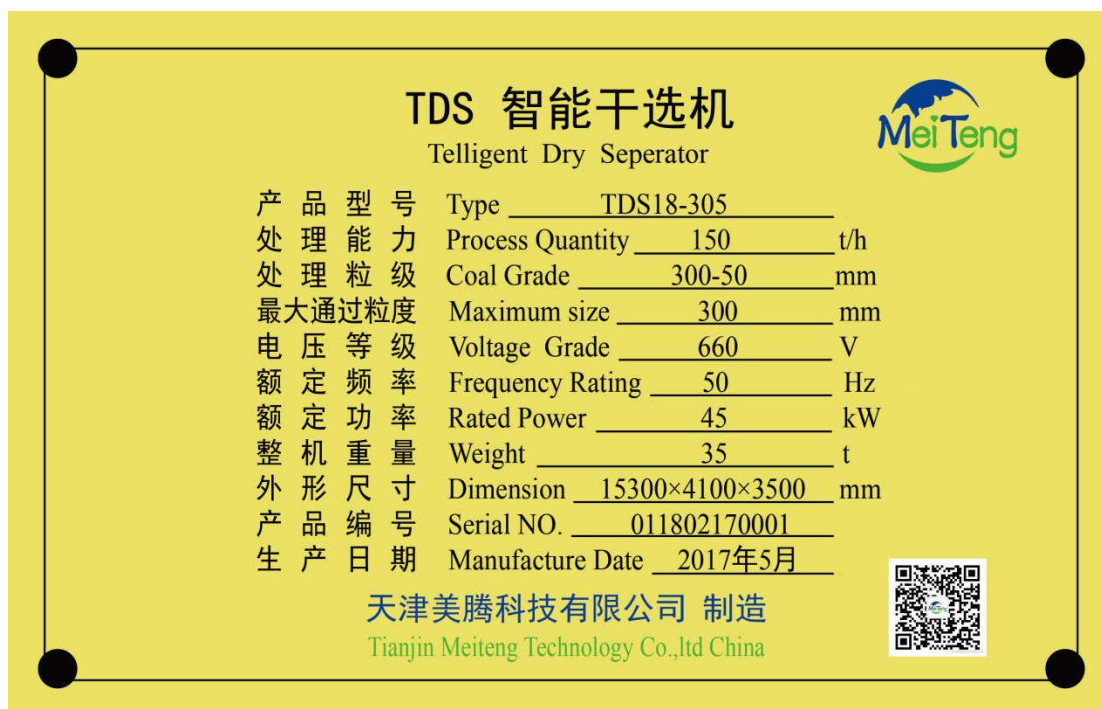 TDS 智能干选机
MeiTeng
Telligent Dry Seperator
产品型号 Type TDS18-305
处理能力 Process Quantity 150 t/h
处理粒级 Coal Grade 300-50 mm
最大通过粒度 Maximum size 300 mm
电压等级 Voltage Grade 660 V
额定频率 Frequency Rating 50 Hz
额定功率 Rated Power 45 kW
整机重量 Weight 35 t
外形尺寸 Dimension 15300×4100×3500 mm
产品编号 Serial NO. 011802170001
生产日期 Manufacture Date 2017年5月
天津美腾科技有限公司 制造
Tianjin Meiteng Technology Co.,ltd China